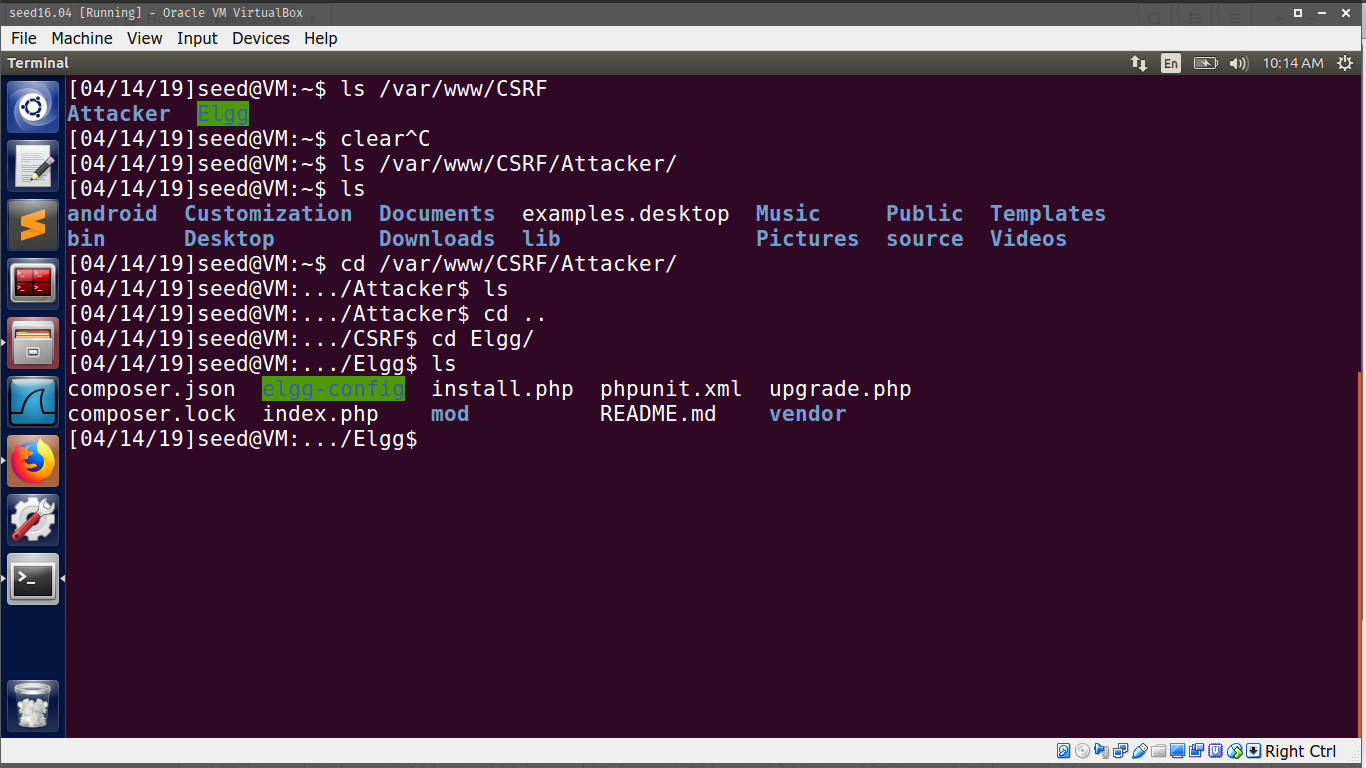 seed16.04 [Running] - Oracle VM VirtualBox
File Machine View Input Devices Help
Terminal En 10:14 AM
[04/14/19]seed@VM:~$ ls /var/www/CSRF
Attacker Elgg
[04/14/19]seed@VM:~$ clear^C
[04/14/19]seed@VM:~$ ls /var/www/CSRF/Attacker/
[04/14/19]seed@VM:~$ ls
android Customization Documents examples.desktop Music Public Templates
bin Desktop Downloads lib Pictures source Videos
[04/14/19]seed@VM:~$ cd /var/www/CSRF/Attacker/
[04/14/19]seed@VM:.../Attacker$ ls
[04/14/19]seed@VM:.../Attacker$ cd ..
[04/14/19]seed@VM:.../CSRF$ cd Elgg/
[04/14/19]seed@VM:.../Elgg$ ls
composer.json elgg-config install.php phpunit.xml upgrade.php
composer.lock index.php mod README.md vendor
[04/14/19]seed@VM:.../Elgg$
Right Ctrl